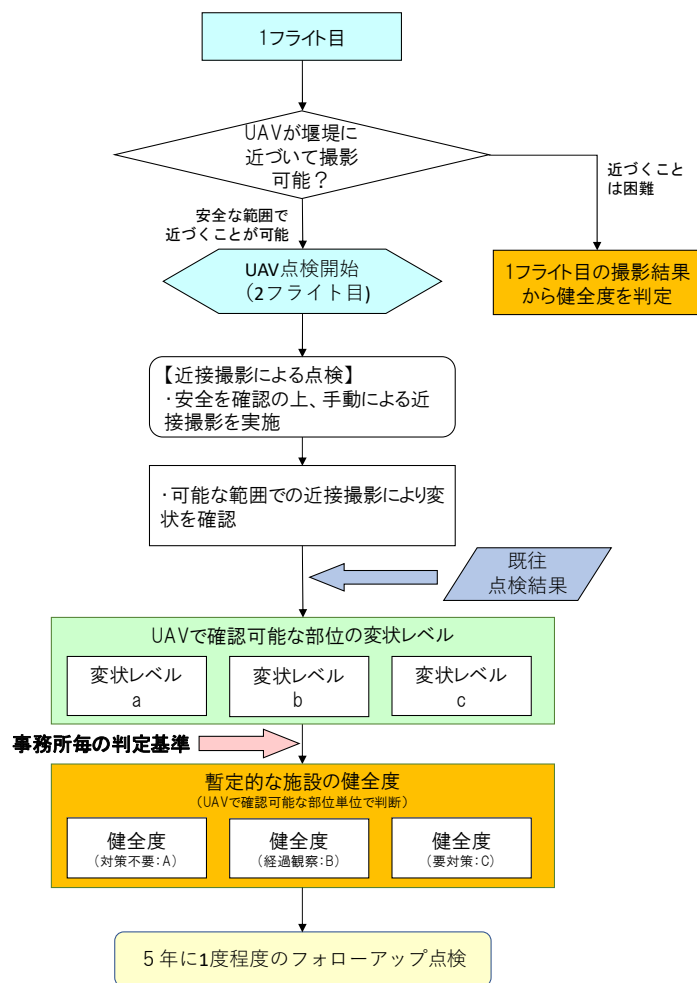 1フライト目
UAVが堰堤に
近づいて撮影
可能？
近づくこと
は困難
安全な範囲で
近づくことが可能
UAV点検開始
（2フライト目)
1フライト目の撮影結果
から健全度を判定
【近接撮影による点検】
・安全を確認の上、手動による近
接撮影を実施
・可能な範囲での近接撮影により変
状を確認
既往
点検結果
UAVで確認可能な部位の変状レベル
変状レベル
a
変状レベル
b
変状レベル
c
事務所毎の判定基準
暫定的な施設の健全度
（UAVで確認可能な部位単位で判断）
健全度
（対策不要：A）
健全度
（経過観察：B）
健全度
（要対策：C）
５年に1度程度のフォローアップ点検